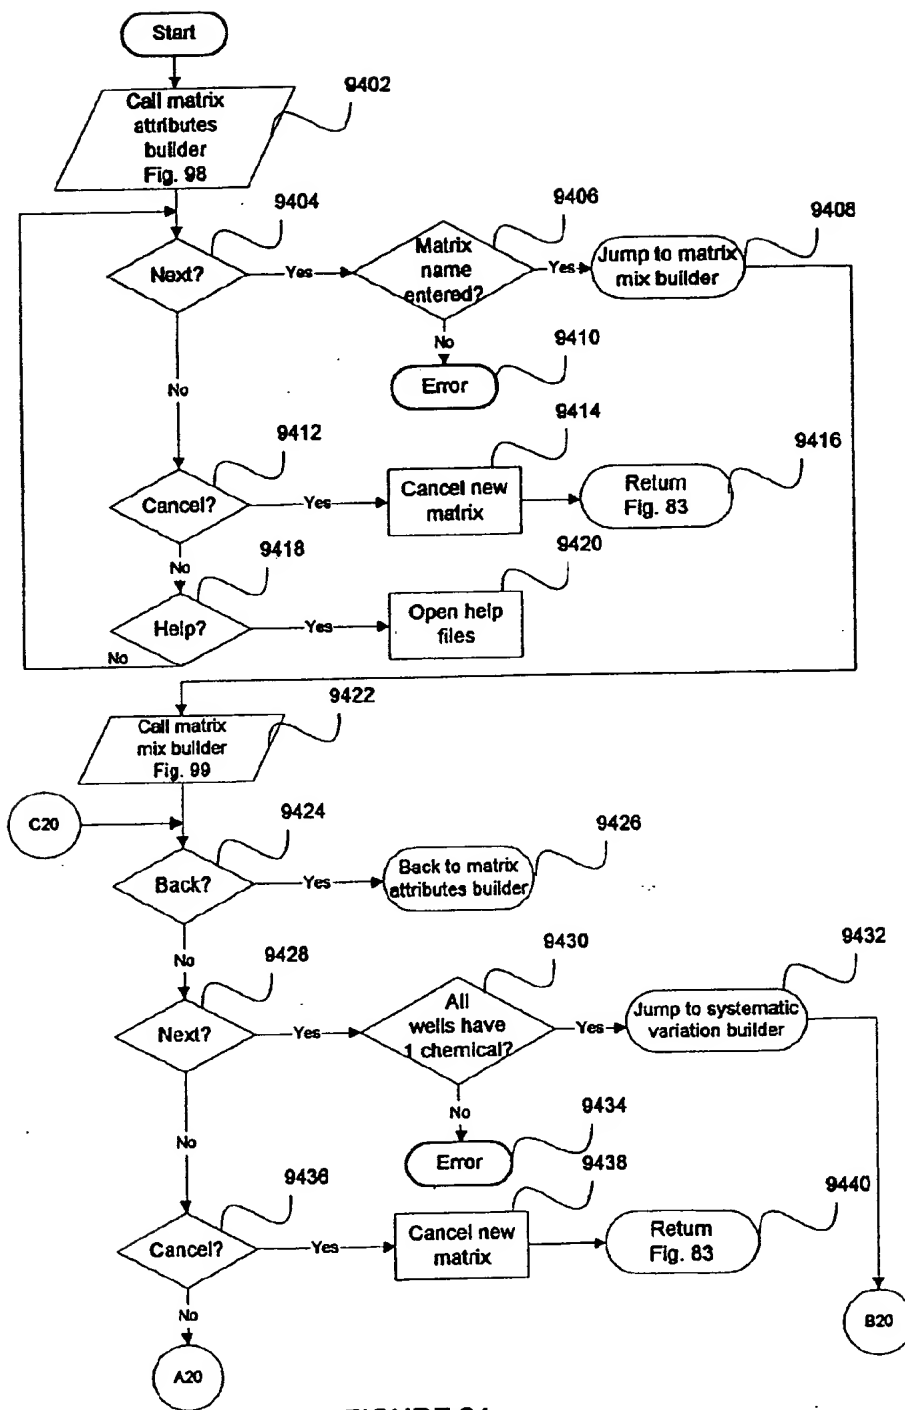 Start
Call matrix
attributes
builder
Fig. 98
9402
9404
Next?
Yes
9406
Matrix
name
entered?
Yes
9408
Jump to matrix
mix builder
No
9410
Error
No
9412
Cancel?
Yes
9414
Cancel new
matrix
9416
Return
Fig. 83
No
9418
Help?
Yes
9420
Open help
files
No
9422
Call matrix
mix builder
Fig. 99
C20
9424
Back?
Yes
9426
Back to matrix
attributes builder
No
9428
Next?
Yes
9430
All
wells have
1 chemical?
Yes
9432
Jump to systematic
variation builder
No
9434
Error
No
9436
Cancel?
Yes
9438
Cancel new
matrix
9440
Return
Fig. 83
No
A20
B20